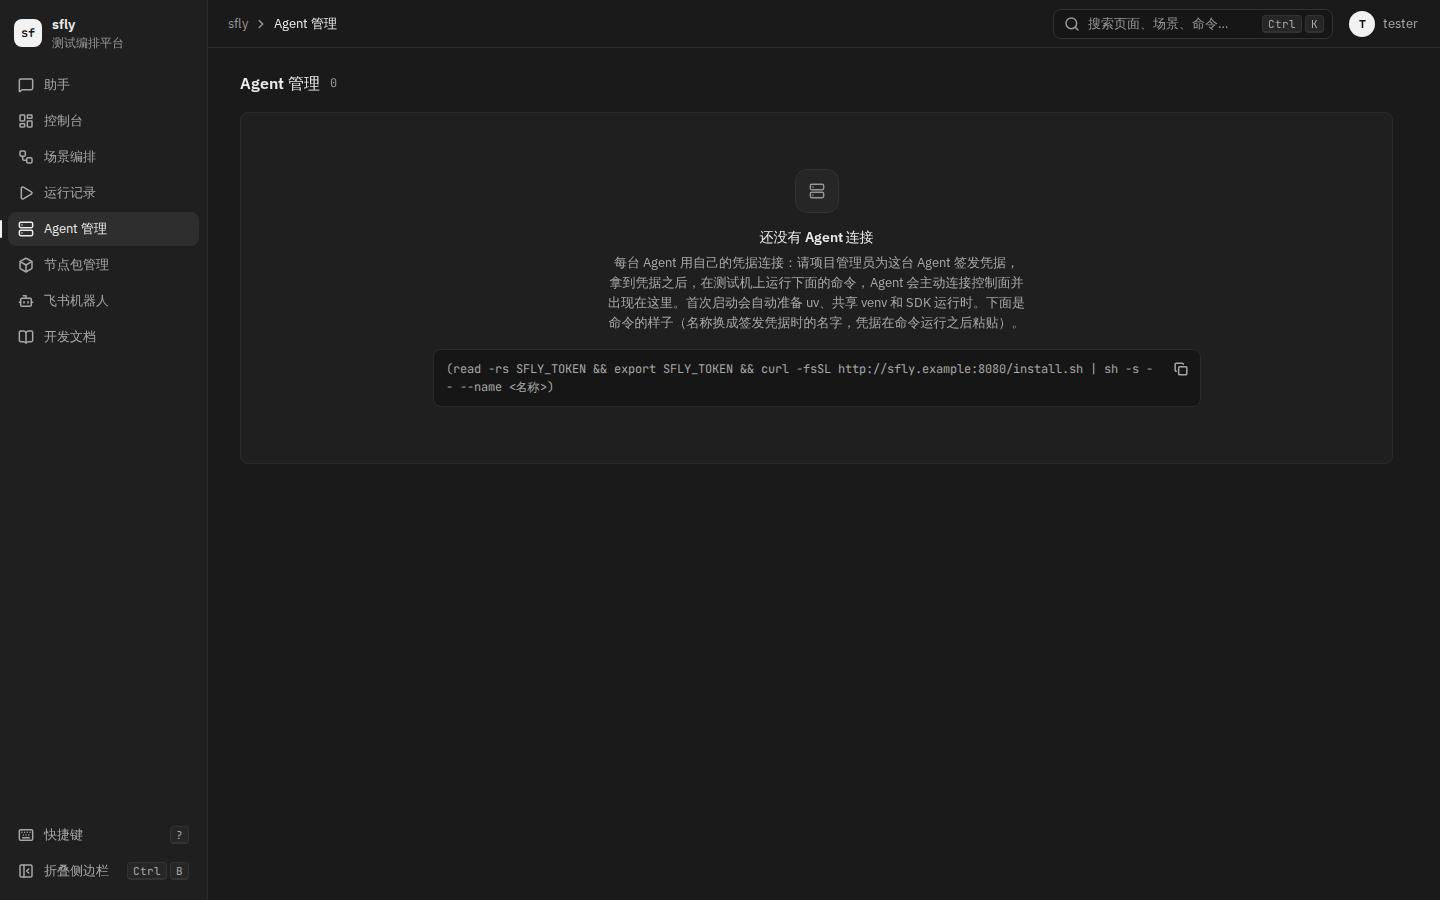 sf
sfly
测试编排平台
助手
控制台
场景编排
运行记录
Agent 管理
节点包管理
飞书机器人
开发文档
快捷键 ?
折叠侧边栏 Ctrl B
sfly > Agent 管理
搜索页面、场景、命令... Ctrl K
T tester
Agent 管理 0
还没有 Agent 连接
每台 Agent 用自己的凭据连接：请项目管理员为这台 Agent 签发凭据，
拿到凭据之后，在测试机上运行下面的命令，Agent 会主动连接控制面并
出现在这里。首次启动会自动准备 uv、共享 venv 和 SDK 运行时。下面是
命令的样子（名称换成签发凭据时的名字，凭据在命令运行之后粘贴）。
(read -rs SFLY_TOKEN && export SFLY_TOKEN && curl -fsSL http://sfly.example:8080/install.sh | sh -s -
- --name <名称>)